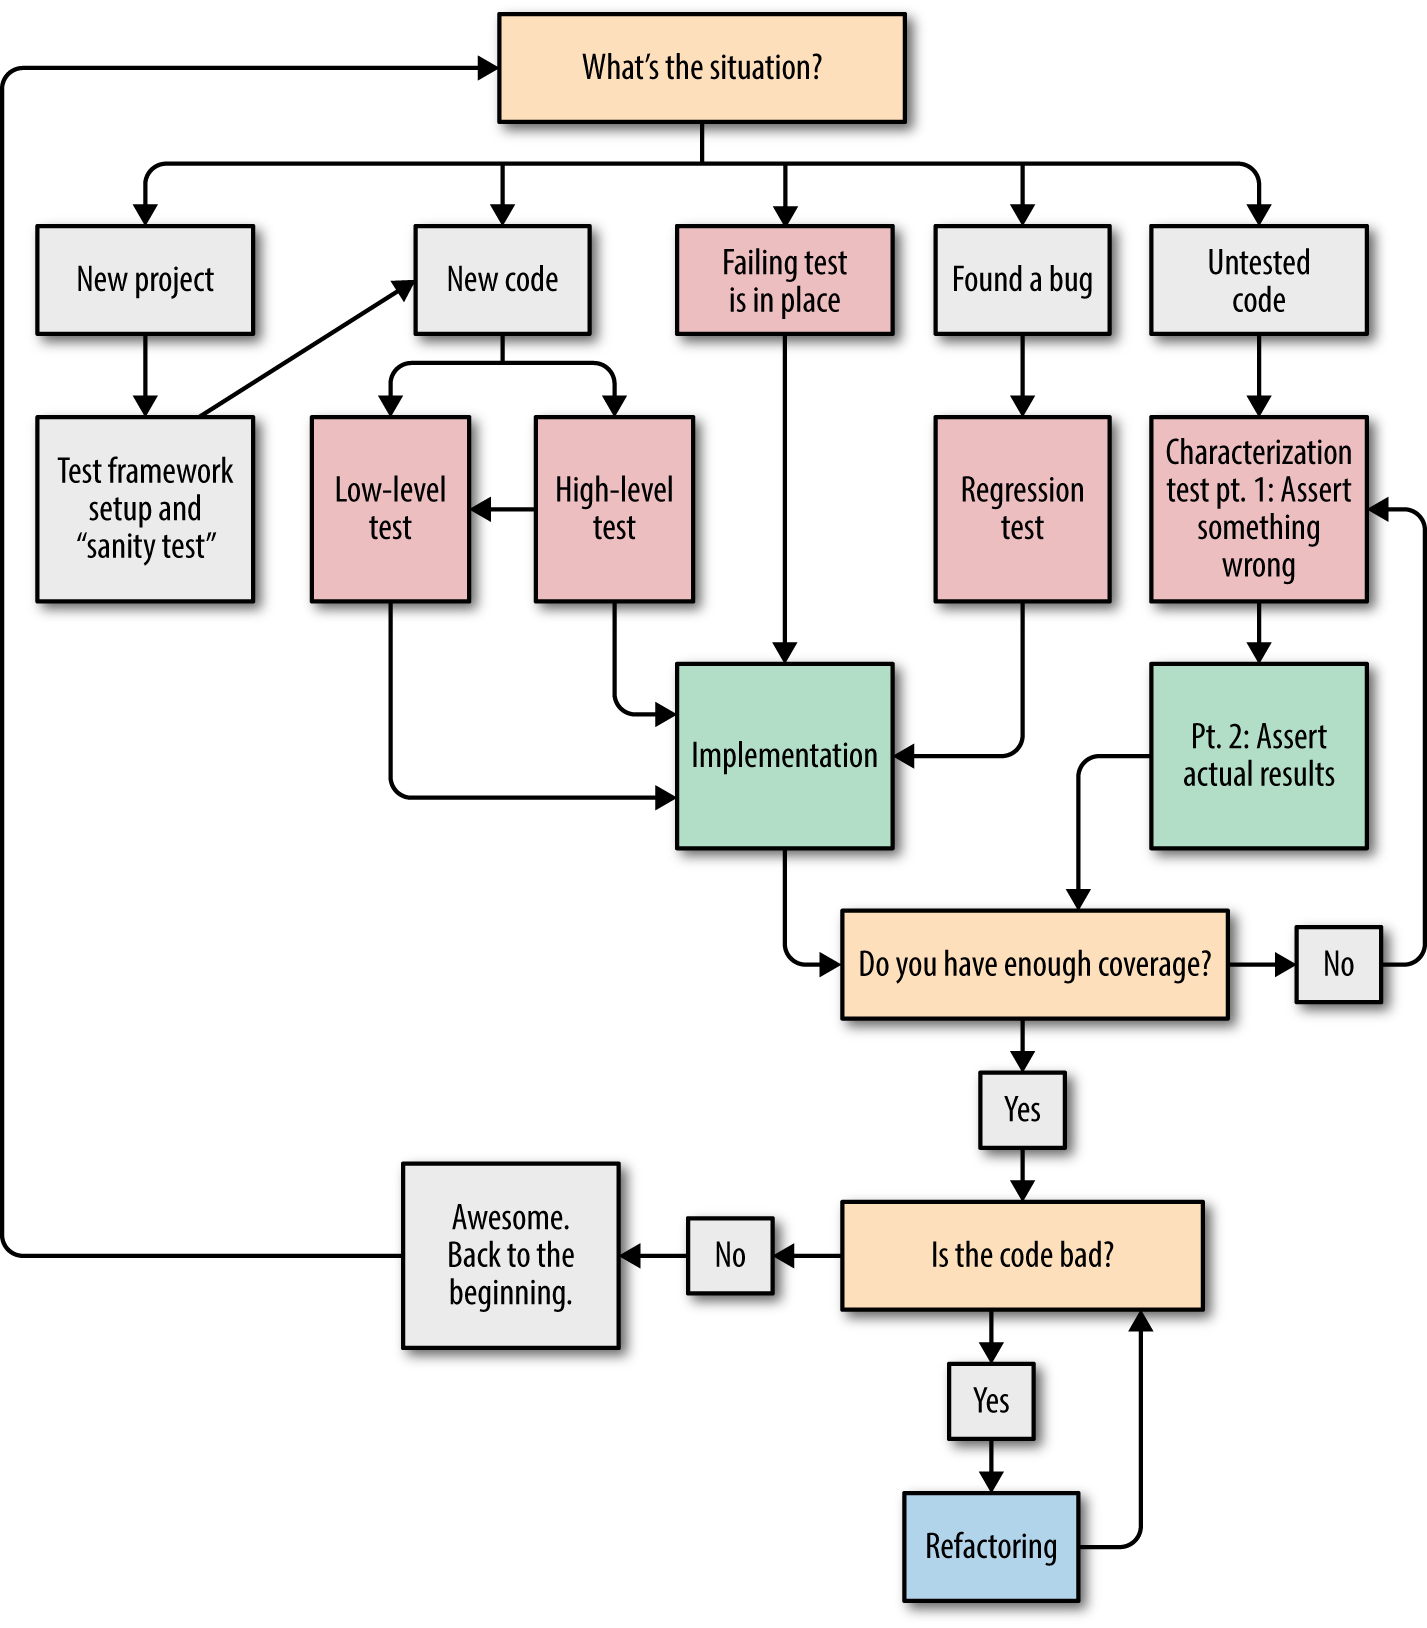 What’s the situation?
New project
New code
Failing test
is in place
Found a bug
Untested
code
Test framework
setup and
“sanity test”
Low-level
test
High-level
test
Regression
test
Characterization
test pt. 1: Assert
something
wrong
Implementation
Pt. 2: Assert
actual results
Do you have enough coverage?
No
Yes
Awesome.
Back to the
beginning.
No
Is the code bad?
Yes
Refactoring